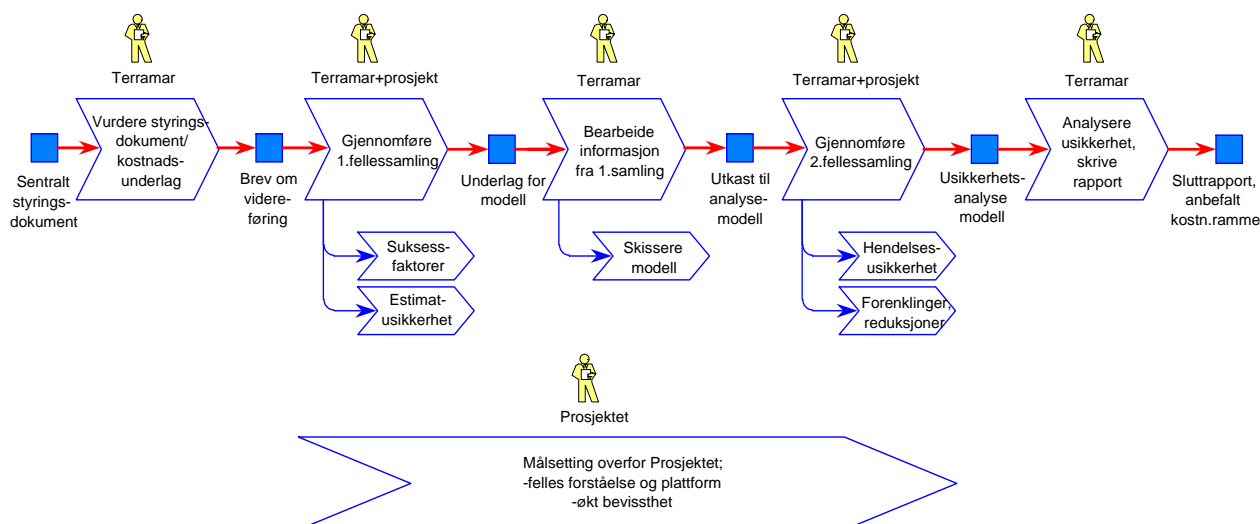 Terramar
Terramar+prosjekt
Terramar
Terramar+prosjekt
Terramar
Sentralt
styrings-
dokument
Vurdere styrings-
dokument/
kostnads-
underlag
Brev om
videre-
føring
Gjennomføre
1.fellessamling
Underlag for
modell
Bearbeide
informasjon
fra 1.samling
Utkast til
analyse-
modell
Gjennomføre
2.fellessamling
Usikkerhets-
analyse
modell
Analysere
usikkerhet,
skrive
rapport
Sluttrapport,
anbefalt
kostn.ramme
Suksess-
faktorer
Estimat-
usikkerhet
Skissere
modell
Hendelses-
usikkerhet
Forenklinger,
reduksjoner
Prosjektet
Målsetting overfor Prosjektet;
-felles forståelse og plattform
-økt bevissthet